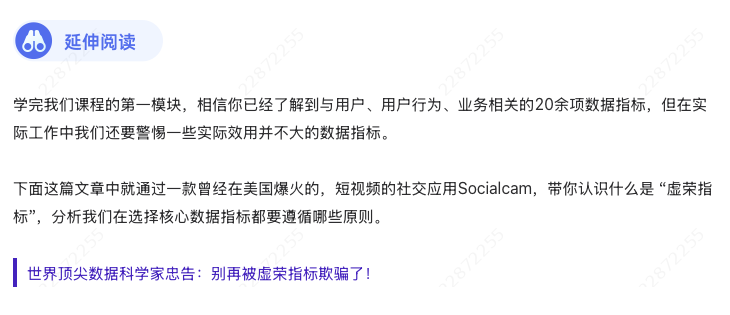 延伸阅读
学完我们课程的第一模块，相信你已经了解到与用户、用户行为、业务相关的20余项数据指标，但在实
际工作中我们还要警惕一些实际效用并不大的数据指标。
下面这篇文章中就通过一款曾经在美国爆火的，短视频的社交应用Socialcam，带你认识什么是 “虚荣指
标”，分析我们在选择核心数据指标都要遵循哪些原则。
世界顶尖数据科学家忠告：别再被虚荣指标欺骗了！
22872255
22872255
22872255
22872255
22872255
22872255